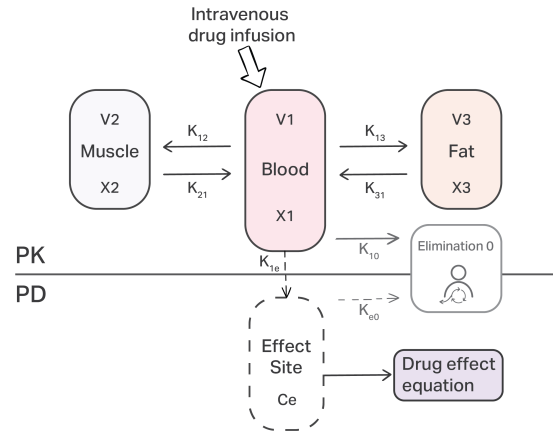 Intravenous
drug infusion
V2
Muscle
X2
K12
K21
V1
Blood
X1
K13
K31
V3
Fat
X3
K10
Elimination 0
PK
K1e
PD
Ke0
Effect
Site
Ce
Drug effect
equation